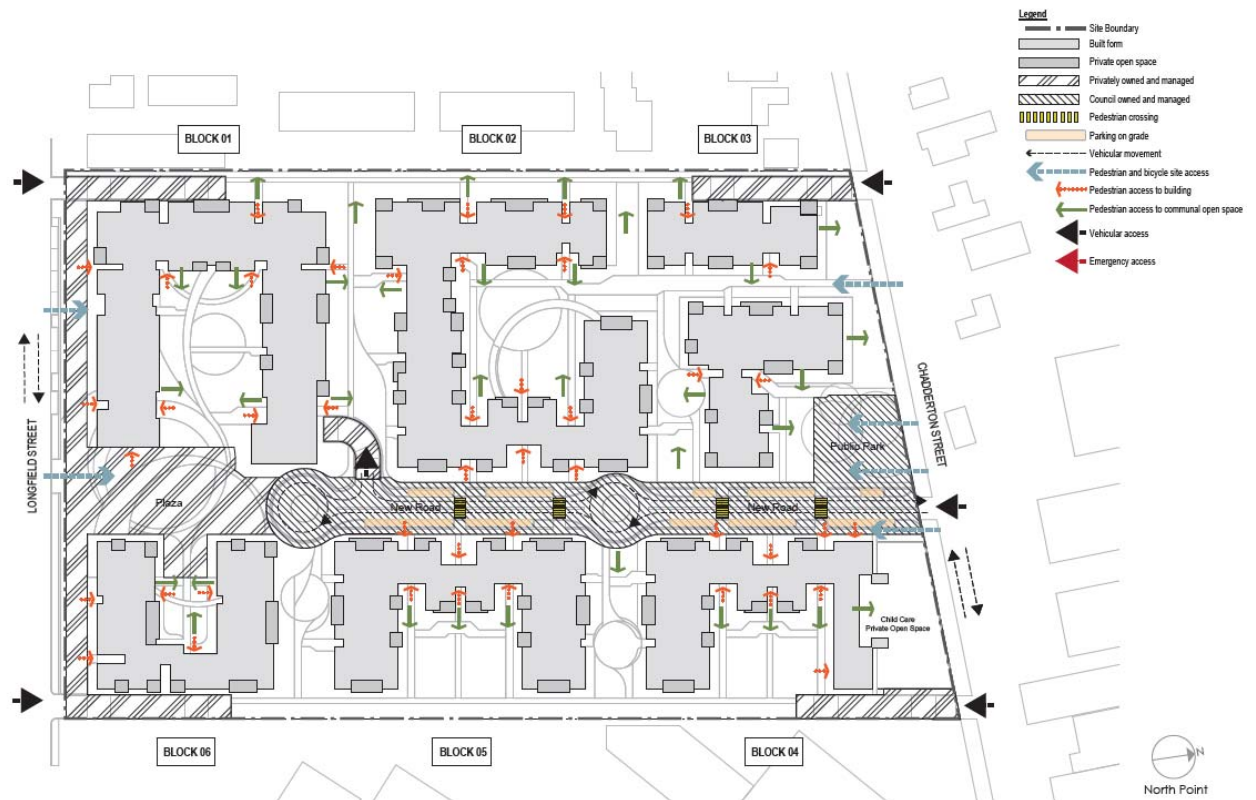 Legend
Site Boundary
Built form
Private open space
Privately owned and managed
Council owned and managed
Pedestrian crossing
Parking on grade
Vehicular movement
Pedestrian and bicycle site access
Pedestrian access to building
Pedestrian access to communal open space
Vehicular access
Emergency access
BLOCK 01
BLOCK 02
BLOCK 03
LONGFIELD STREET
CHADDERTON STREET
Public Park
Plaza
New Road
New Road
Child Care
Private Open Space
BLOCK 06
BLOCK 05
BLOCK 04
N
North Point